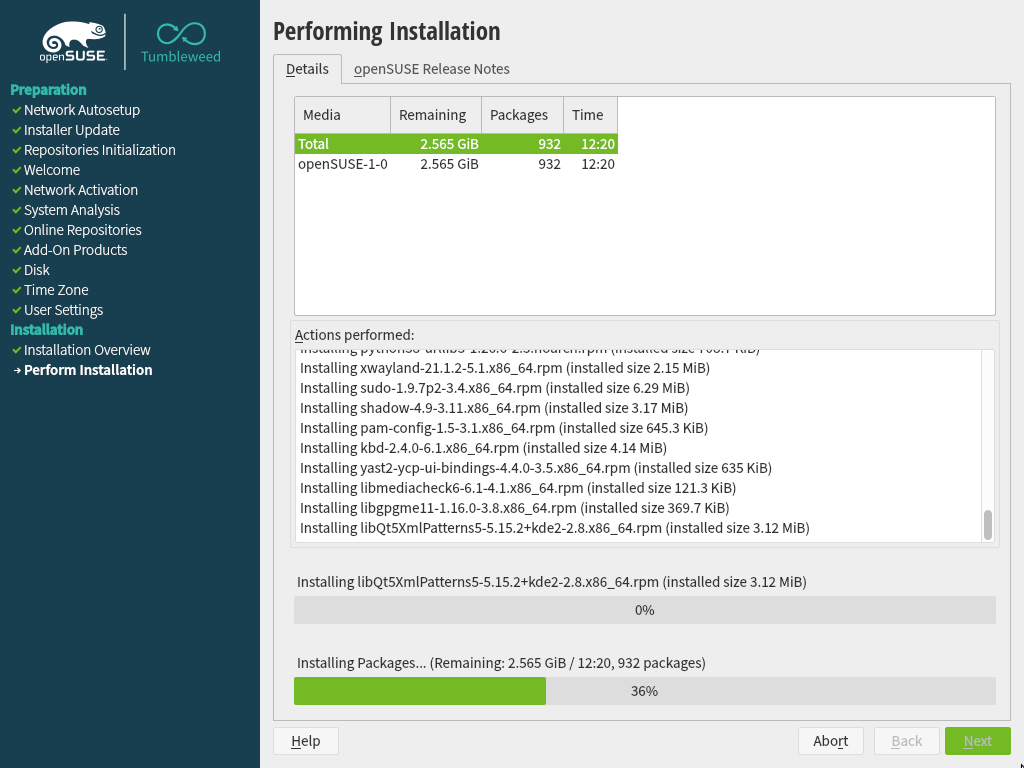 openSUSE
Tumbleweed
Preparation
Network Autosetup
Installer Update
Repositories Initialization
Welcome
Network Activation
System Analysis
Online Repositories
Add-On Products
Disk
Time Zone
User Settings
Installation
Installation Overview
Perform Installation
Performing Installation
Details openSUSE Release Notes
Media Remaining Packages Time
Total 2.565 GiB 932 12:20
openSUSE-1-0 2.565 GiB 932 12:20
Actions performed:
Installing xwayland-21.1.2-5.1.x86_64.rpm (installed size 2.15 MiB)
Installing sudo-1.9.7p2-3.4.x86_64.rpm (installed size 6.29 MiB)
Installing shadow-4.9-3.11.x86_64.rpm (installed size 3.17 MiB)
Installing pam-config-1.5-3.1.x86_64.rpm (installed size 645.3 KiB)
Installing kbd-2.4.0-6.1.x86_64.rpm (installed size 4.14 MiB)
Installing yast2-ycp-ui-bindings-4.4.0-3.5.x86_64.rpm (installed size 635 KiB)
Installing libmediacheck6-6.1-4.1.x86_64.rpm (installed size 121.3 KiB)
Installing libgpgme11-1.16.0-3.8.x86_64.rpm (installed size 369.7 KiB)
Installing libQt5XmlPatterns5-5.15.2+kde2-2.8.x86_64.rpm (installed size 3.12 MiB)
Installing libQt5XmlPatterns5-5.15.2+kde2-2.8.x86_64.rpm (installed size 3.12 MiB)
0%
Installing Packages... (Remaining: 2.565 GiB / 12:20, 932 packages)
36%
Help Abort Back Next